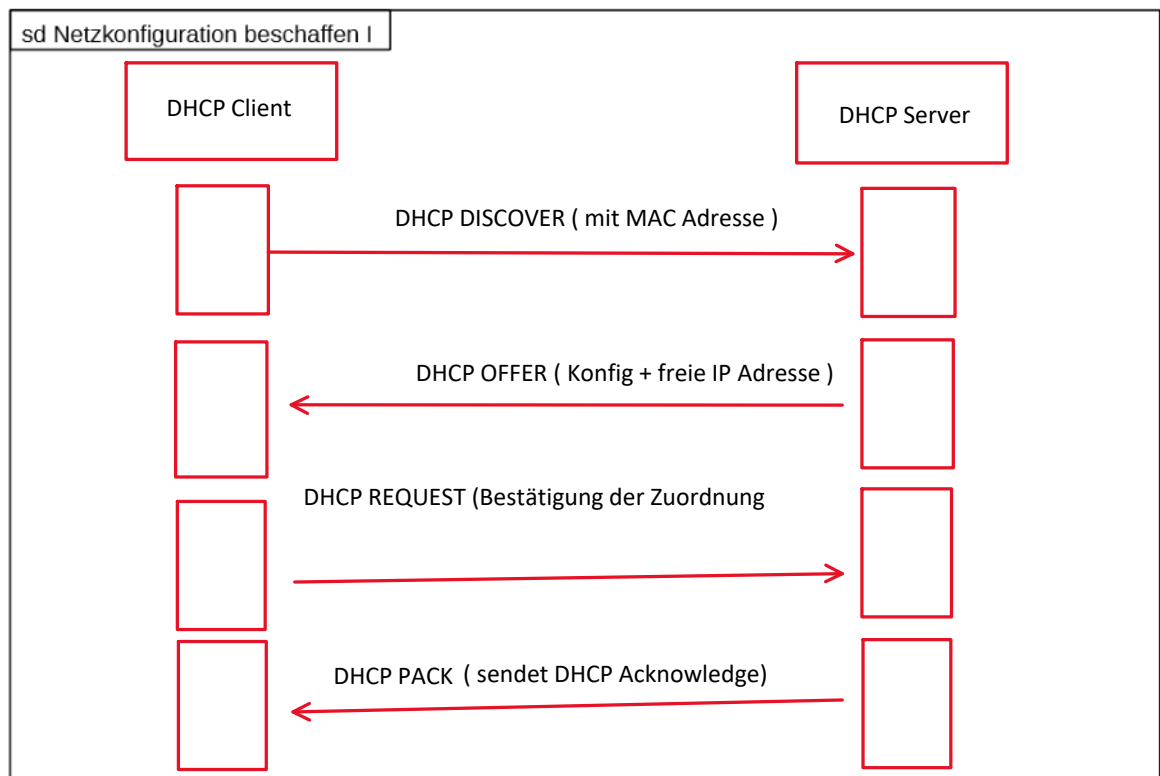 sd Netzkonfiguration beschaffen I
DHCP Client
DHCP Server
DHCP DISCOVER ( mit MAC Adresse )
DHCP OFFER ( Konfig + freie IP Adresse )
DHCP REQUEST (Bestätigung der Zuordnung
DHCP PACK ( sendet DHCP Acknowledge)